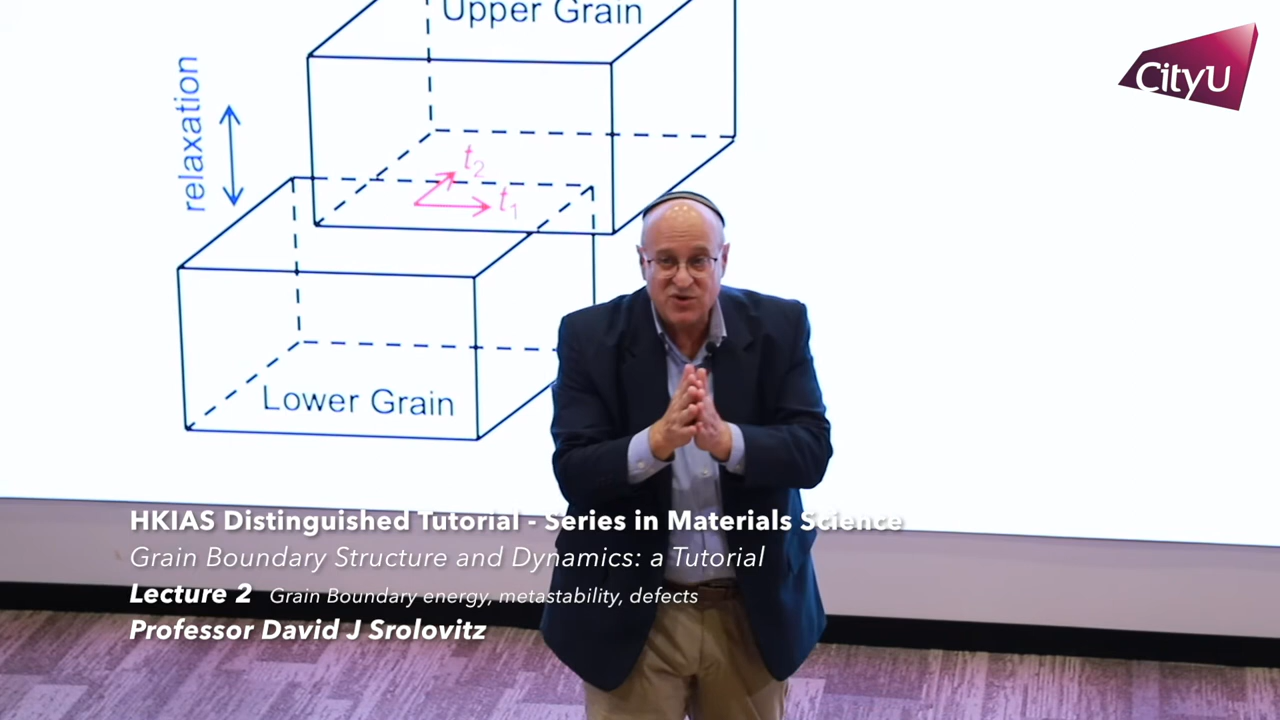 Upper Grain
CityU
relaxation
t2
t1
Lower Grain
HKIAS Distinguished Tutorial - Series in Materials Science
Grain Boundary Structure and Dynamics: a Tutorial
Lecture 2 Grain Boundary energy, metastability, defects
Professor David J Srolovitz